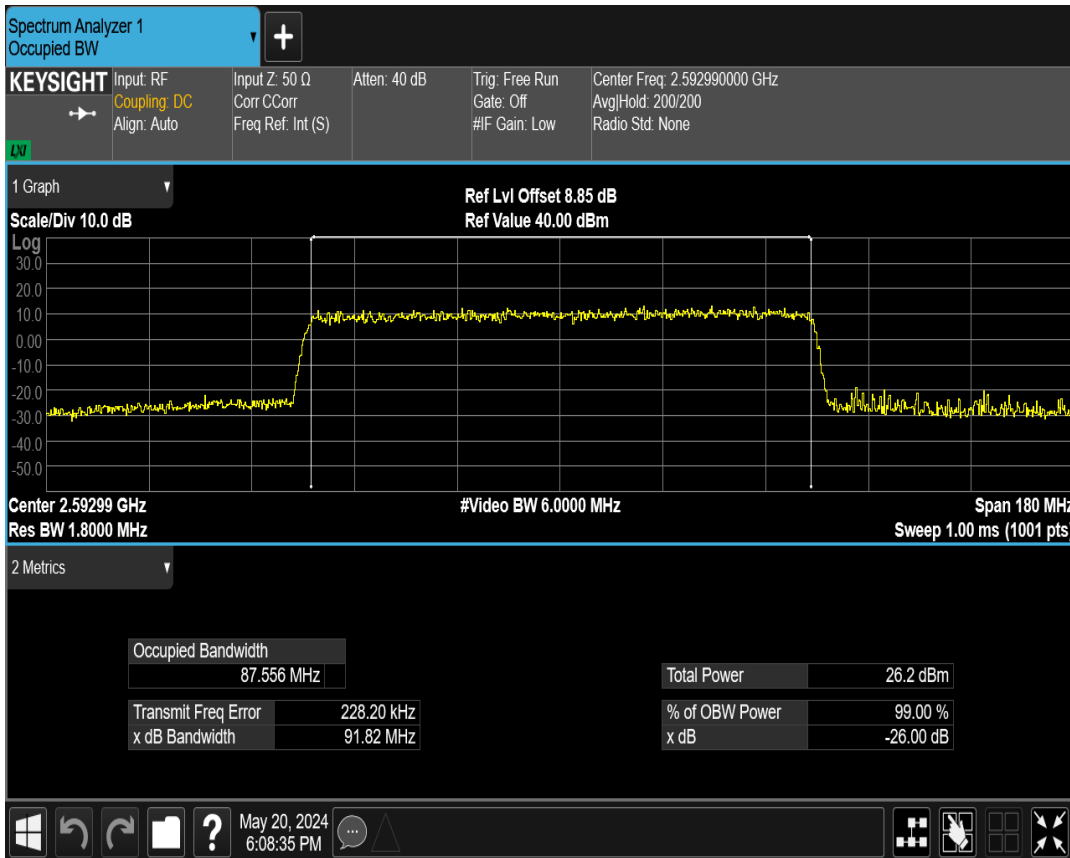 Spectrum Analyzer 1
Occupied BW
KEYSIGHT
LXI
Input: RF
Coupling: DC
Align: Auto
Input Z: 50 Ω
Corr CCorr
Freq Ref: Int (S)
Atten: 40 dB
Trig: Free Run
Gate: Off
#IF Gain: Low
Center Freq: 2.592990000 GHz
Avg|Hold: 200/200
Radio Std: None
1 Graph
Scale/Div 10.0 dB
Ref Lvl Offset 8.85 dB
Ref Value 40.00 dBm
Log
30.0
20.0
10.0
0.00
-10.0
-20.0
-30.0
-40.0
-50.0
Center 2.59299 GHz
#Video BW 6.0000 MHz
Span 180 MHz
Res BW 1.8000 MHz
Sweep 1.00 ms (1001 pts)
2 Metrics
Occupied Bandwidth
87.556 MHz
Transmit Freq Error 228.20 kHz
x dB Bandwidth 91.82 MHz
Total Power 26.2 dBm
% of OBW Power 99.00 %
x dB -26.00 dB
?
May 20, 2024
6:08:35 PM